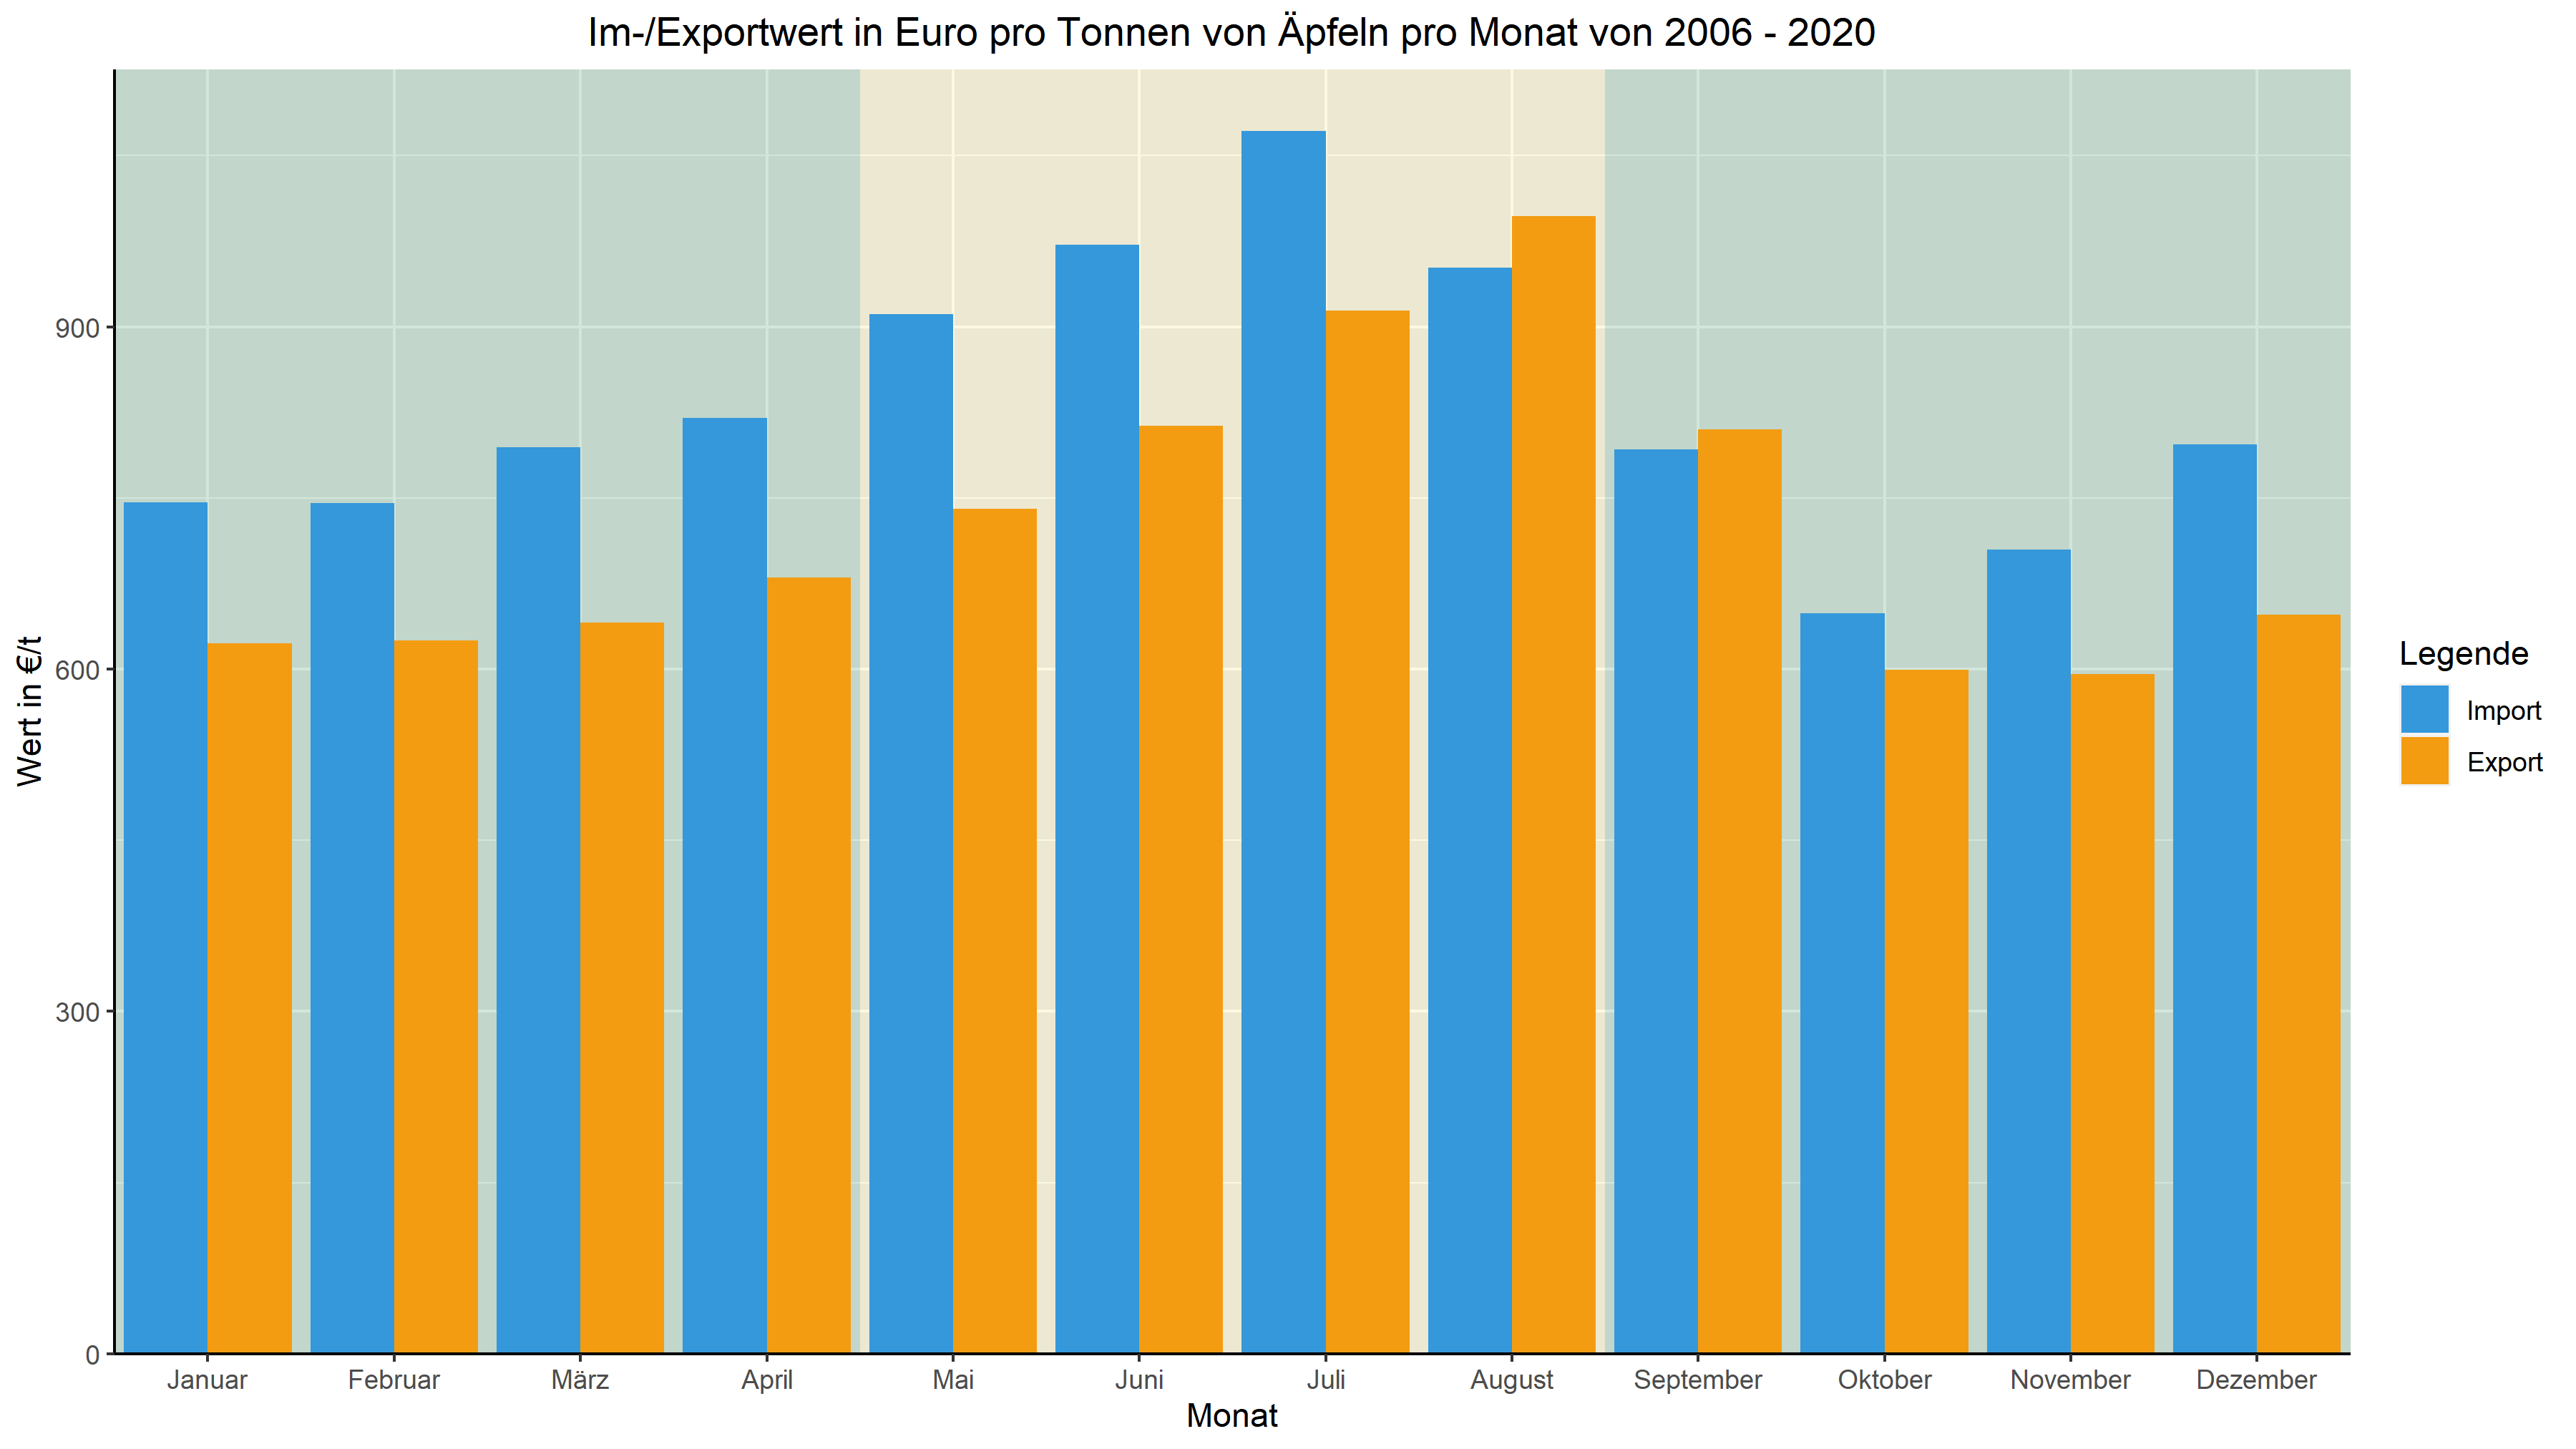 Im-/Exportwert in Euro pro Tonnen von Äpfeln pro Monat von 2006 - 2020
Wert in €/t
900
600
300
0
Januar Februar März April Mai Juni Juli August September Oktober November Dezember
Monat
Legende
Import
Export